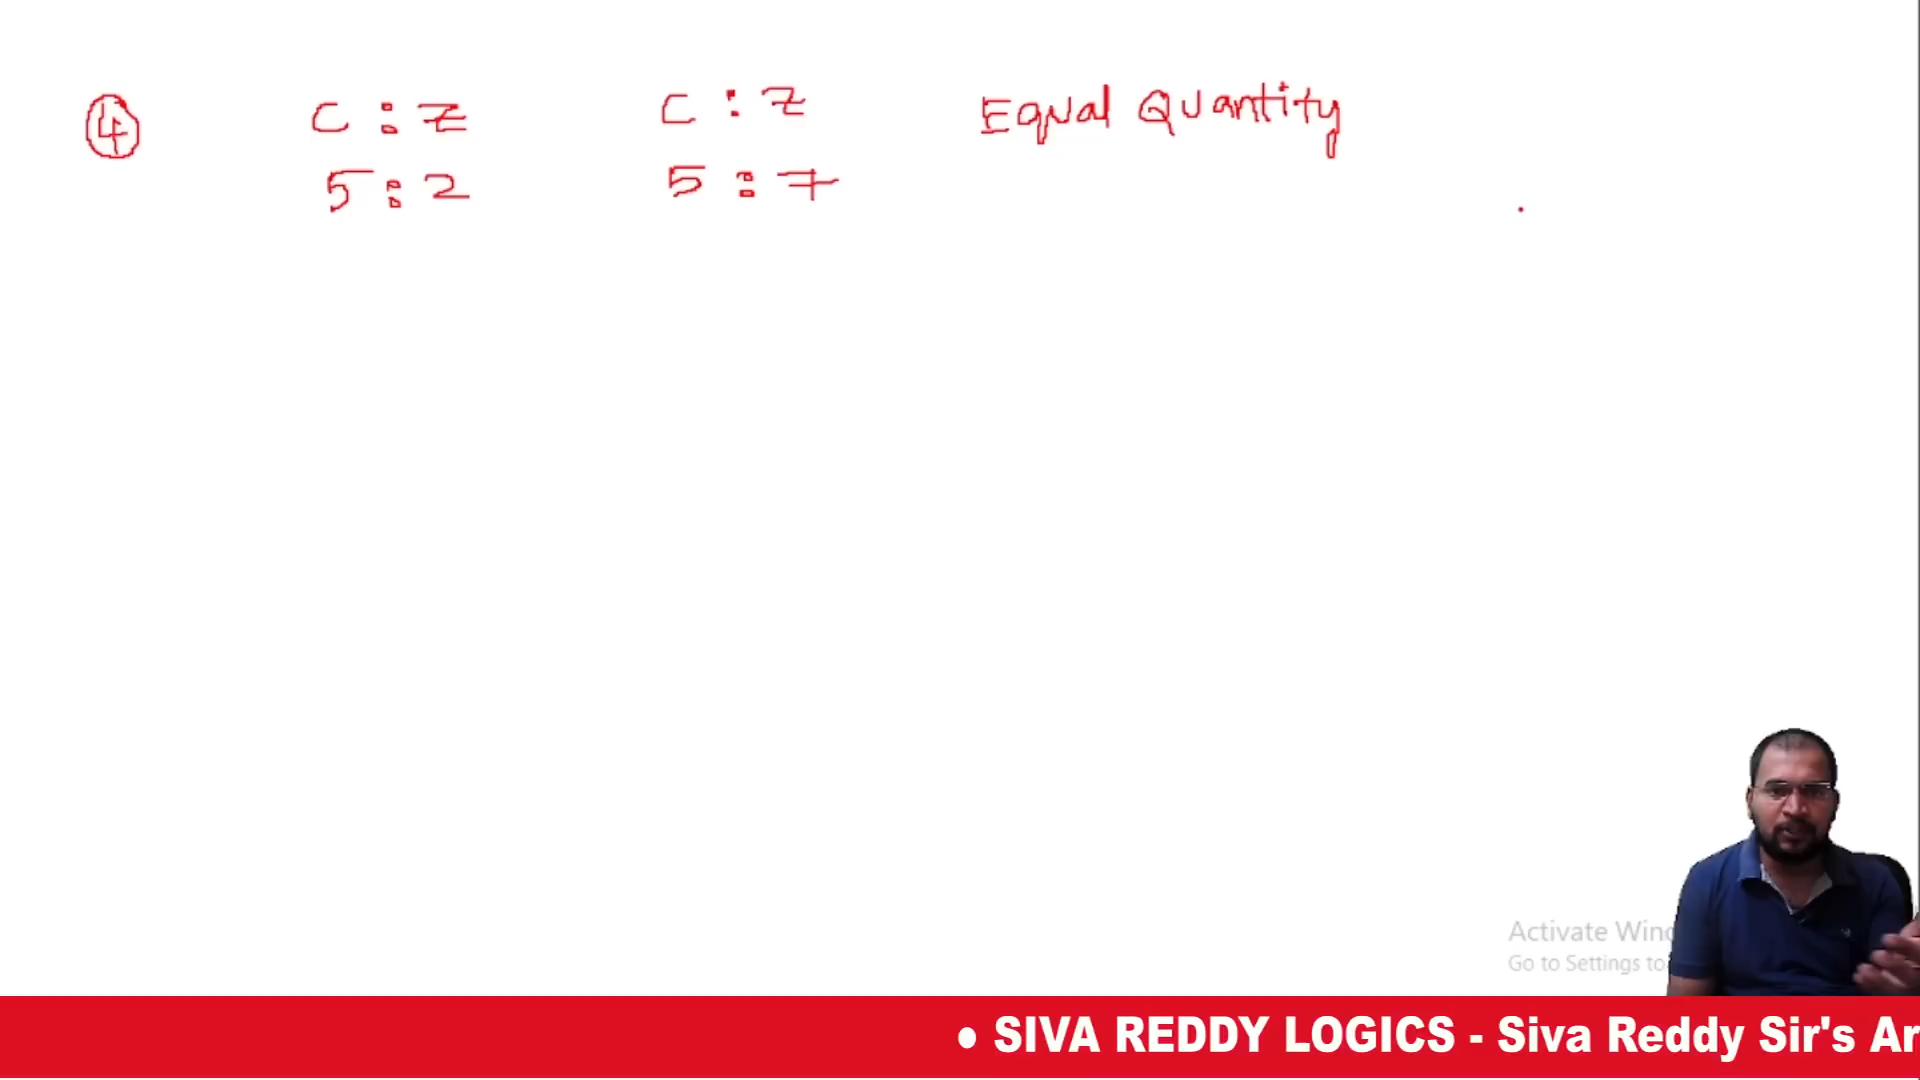 ④ C : Z C : Z Equal Quantity
5 : 2 5 : 7
Activate Wind
Go to Settings to
• SIVA REDDY LOGICS - Siva Reddy Sir's Ar